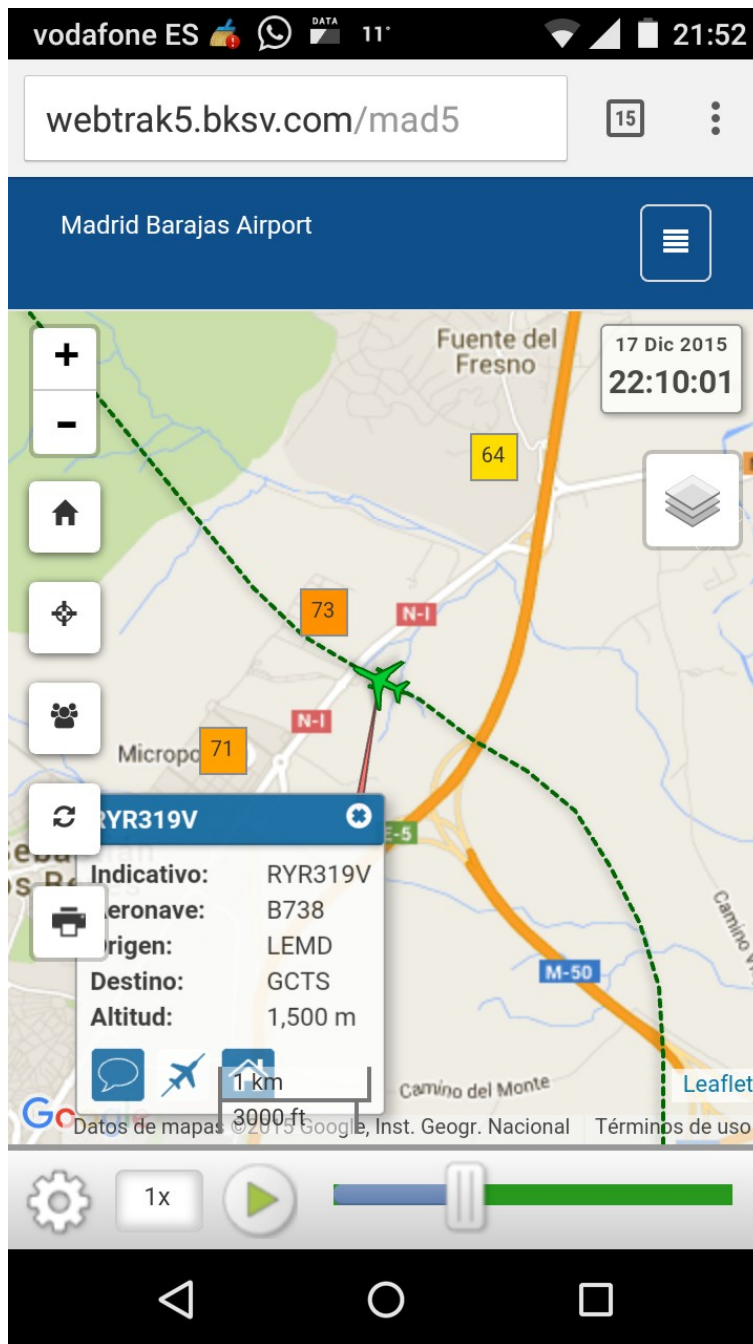 vodafone ES
DATA
11°
21:52
webtrak5.bksv.com/mad5
15
Madrid Barajas Airport
+
-
Fuente del
Fresno
17 Dic 2015
22:10:01
64
73
N-I
N-I
71
RYR319V
E-5
Indicativo: RYR319V
B738
LEMD
Destino: GCTS
Altitud: 1,500 m
M-50
1 km
3000 ft
Camino del Monte
Leaflet
Google
Datos de mapas ©2015 Google, Inst. Geogr. Nacional
Términos de uso
1x